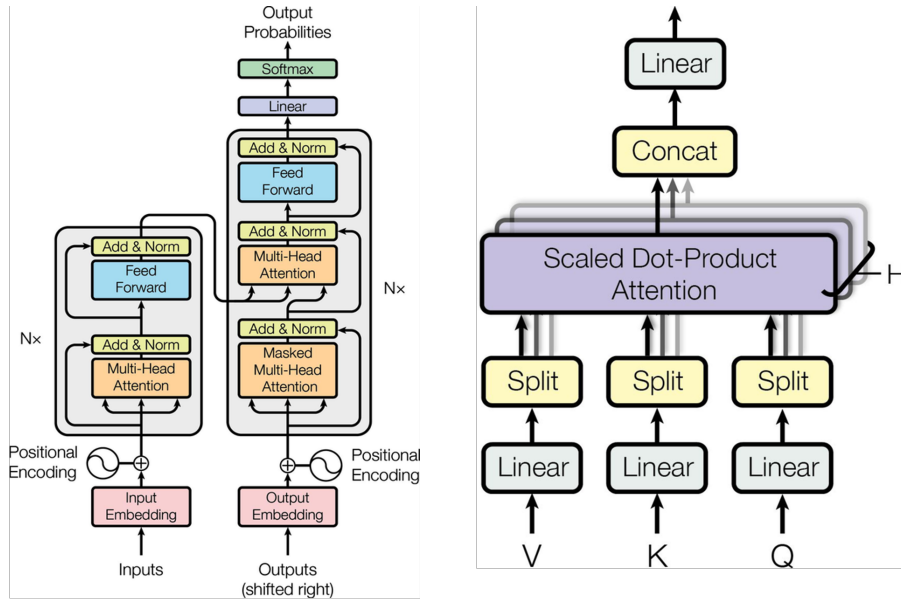 Output
Probabilities
Softmax
Linear
Add & Norm
Feed
Forward
Add & Norm
Multi-Head
Attention
Add & Norm
Masked
Multi-Head
Attention
Nx
Add & Norm
Feed
Forward
Add & Norm
Multi-Head
Attention
Nx
Positional
Encoding
Positional
Encoding
Input
Embedding
Output
Embedding
Inputs
Outputs
(shifted right)
Linear
Concat
Scaled Dot-Product
Attention
H
Split
Split
Split
Linear
Linear
Linear
V
K
Q